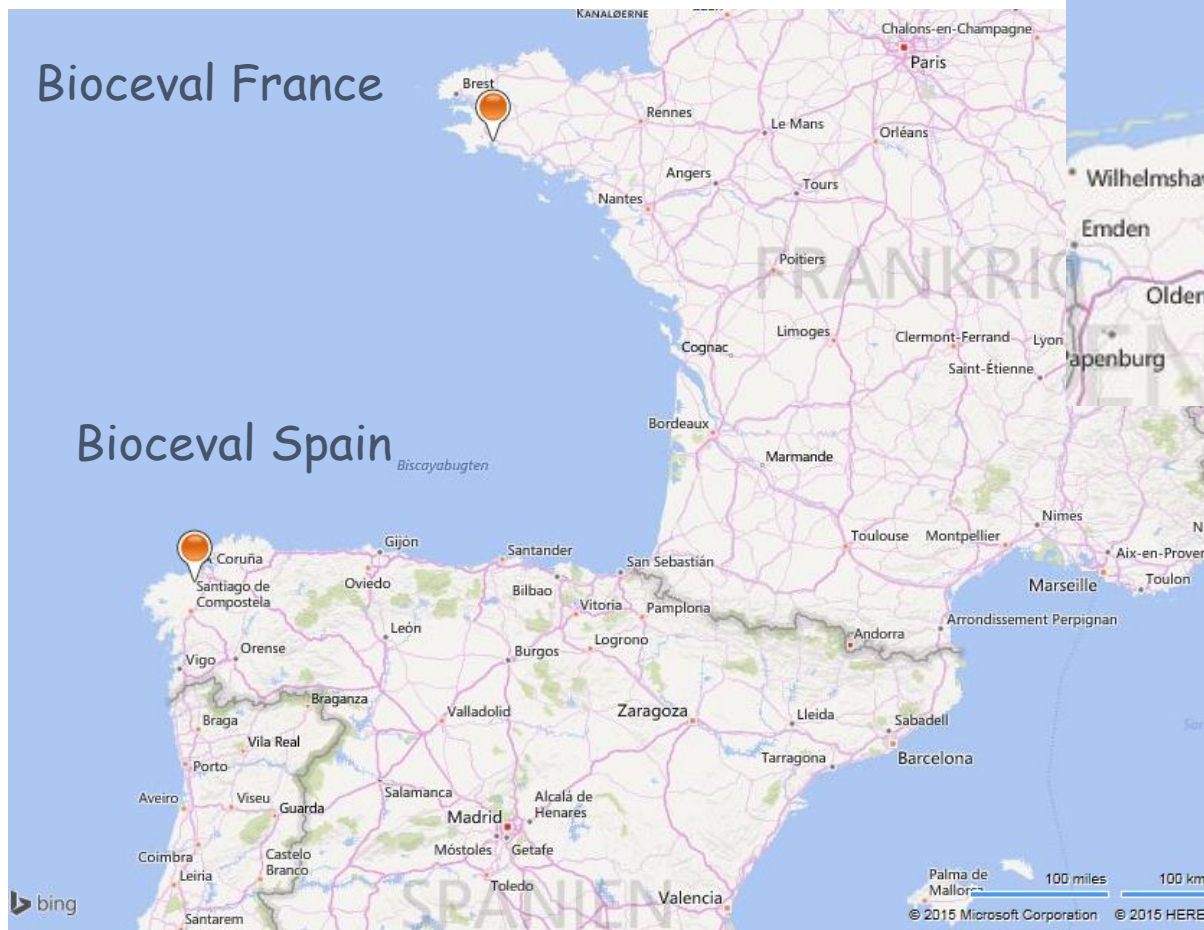 KANALØERNE
Chalons-en-Champagne
Paris
Bioceval France
Brest
Rennes
Le Mans
Orléans
Angers
Tours
Nantes
Wilhelmshav
Emden
Olden
Papenburg
Poitiers
FRANKRIG
Limoges
Clermont-Ferrand
Lyon
Cognac
Saint-Étienne
Bordeaux
Bioceval Spain
Biscayabugten
Marmande
Nimes
Toulouse
Montpellier
Aix-en-Proven
Marseille
Toulon
Gijón
A Coruña
Santander
San Sebastián
Santiago de
Compostela
Oviedo
Bilbao
Vitoria
Pamplona
Arrondissement Perpignan
León
Logrono
Andorra
Orense
Burgos
Vigo
Braganza
Valladolid
Zaragoza
Lleida
Sabadell
Braga
Vila Real
Barcelona
Tarragona
Porto
Salamanca
Alcalá de
Henares
Aveiro
Viseu
Guarda
Madrid
Móstoles
Getafe
Coimbra
Castelo
Branco
Leiria
Toledo
SPANIEN
Valencia
Palma de
Mallorca
100 miles
100 km
bing
Santarem
© 2015 Microsoft Corporation
© 2015 HERE